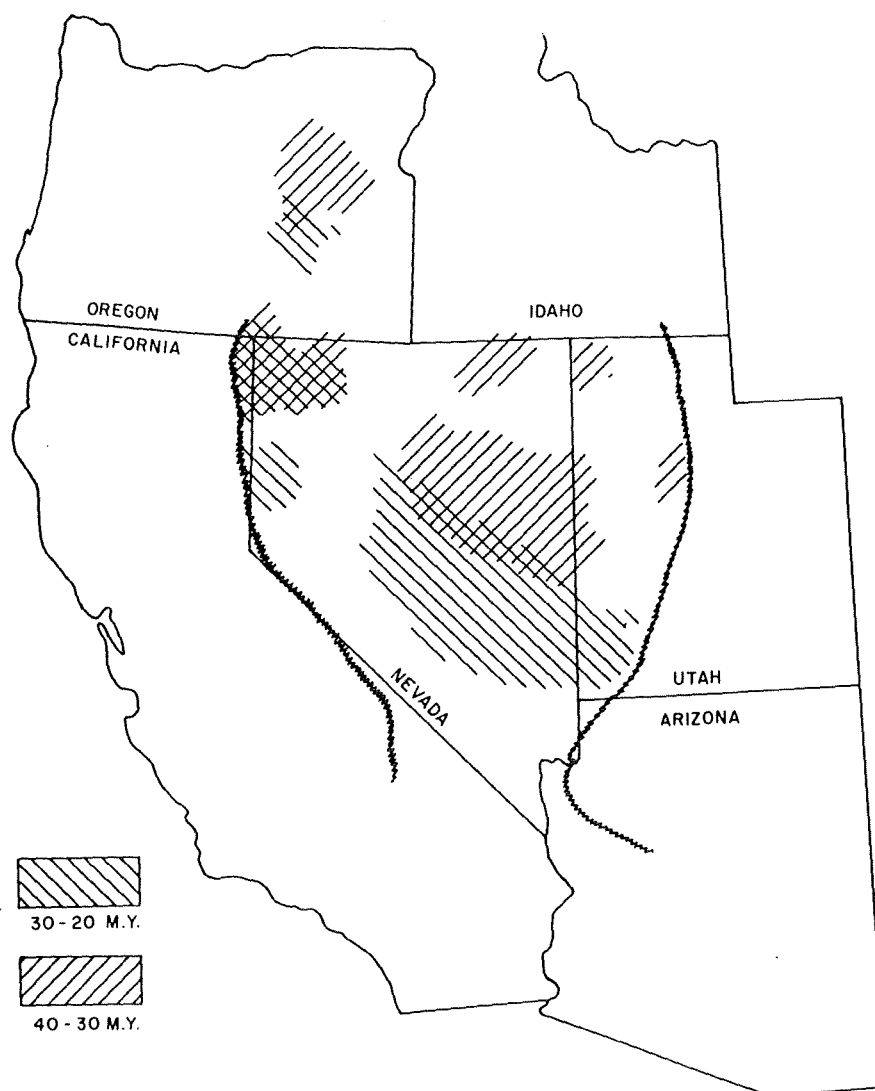 OREGON
IDAHO
CALIFORNIA
NEVADA
UTAH
ARIZONA
30-20 M.Y.
40-30 M.Y.